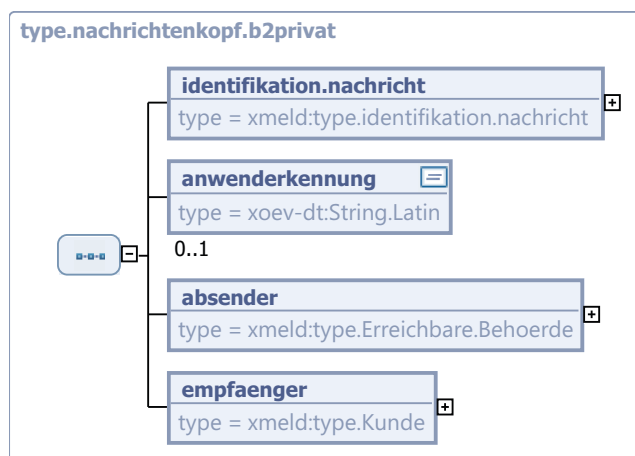 type.nachrichtenkopf.b2privat
identifikation.nachricht
type = xmeld:type.identifikation.nachricht
anwenderkennung
type = xoev-dt:String.Latin
0..1
absender
type = xmeld:type.Erreichbare.Behoerde
empfaenger
type = xmeld:type.Kunde